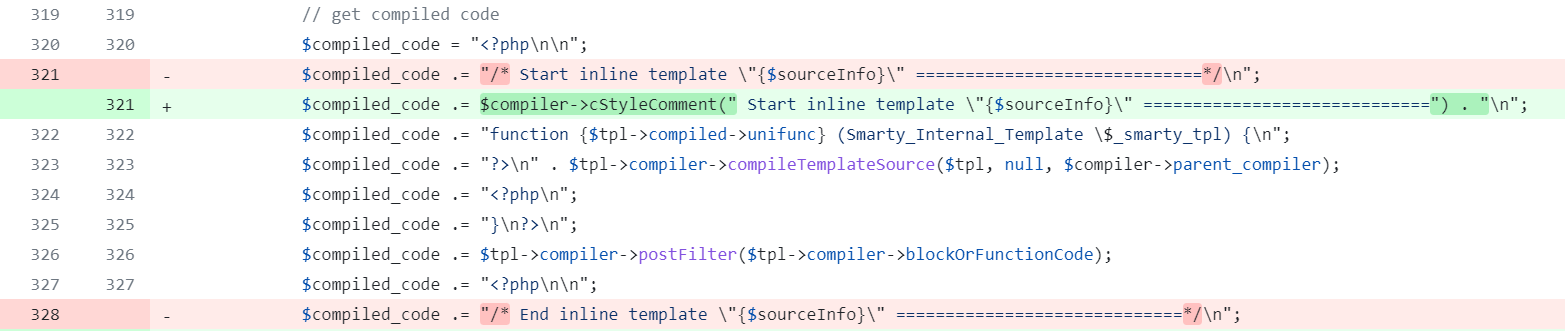 319 319 // get compiled code
320 320 $compiled_code = "<?php\n\n";
321 - $compiled_code .= "/* Start inline template \"{$sourceInfo}\" =============================*/\n";
321 + $compiled_code .= $compiler->cStyleComment(" Start inline template \"{$sourceInfo}\" =============================") . "\n";
322 322 $compiled_code .= "function {$tpl->compiled->unifunc} (Smarty_Internal_Template \$_smarty_tpl) {\n";
323 323 $compiled_code .= "?>\n" . $tpl->compiler->compileTemplateSource($tpl, null, $compiler->parent_compiler);
324 324 $compiled_code .= "<?php\n";
325 325 $compiled_code .= "}\n?>\n";
326 326 $compiled_code .= $tpl->compiler->postFilter($tpl->compiler->blockOrFunctionCode);
327 327 $compiled_code .= "<?php\n\n";
328 - $compiled_code .= "/* End inline template \"{$sourceInfo}\" =============================*/\n";